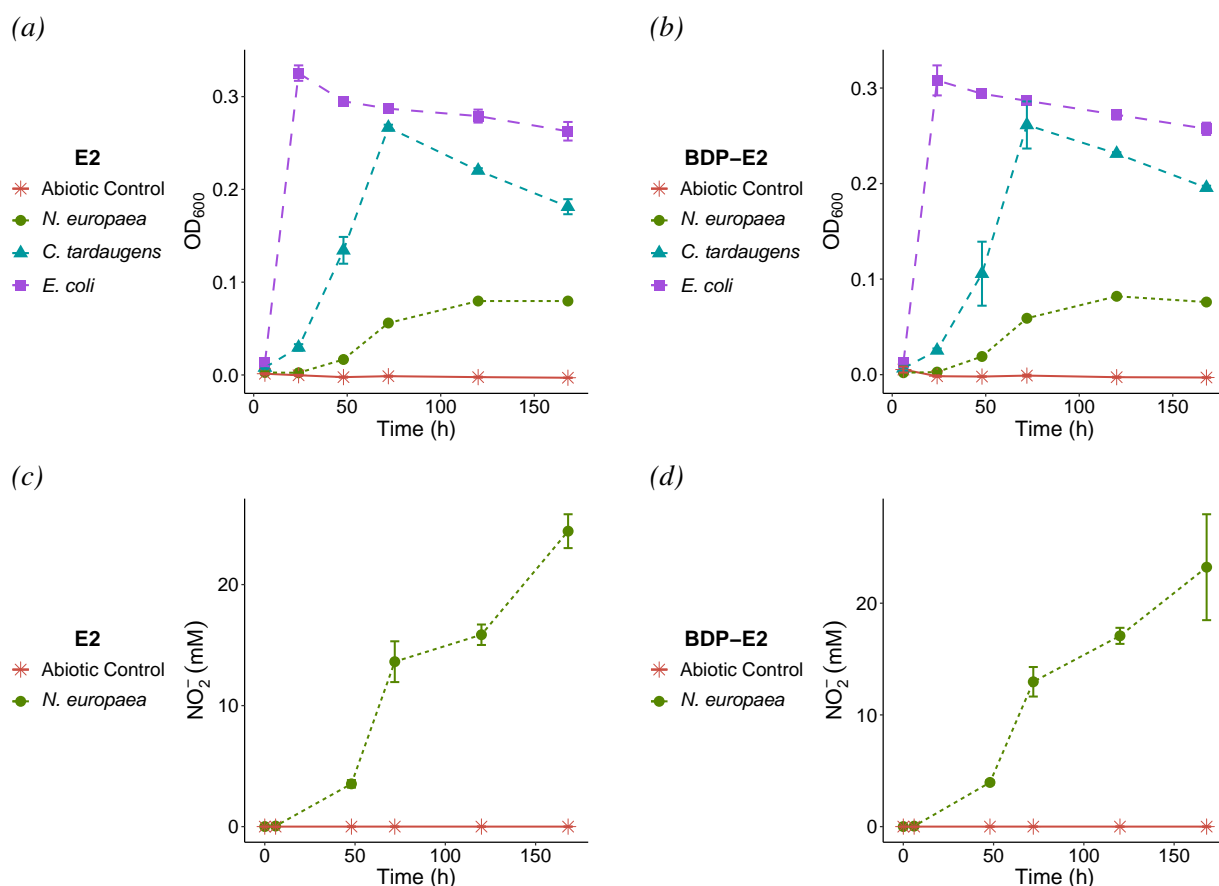 (a)
E2
Abiotic Control
N. europaea
C. tardaugens
E. coli
OD600
0.3
0.2
0.1
0.0
0
50
100
150
Time (h)
(b)
BDP−E2
Abiotic Control
N. europaea
C. tardaugens
E. coli
OD600
0.3
0.2
0.1
0.0
0
50
100
150
Time (h)
(c)
E2
Abiotic Control
N. europaea
NO2− (mM)
20
10
0
0
50
100
150
Time (h)
(d)
BDP−E2
Abiotic Control
N. europaea
NO2− (mM)
20
10
0
0
50
100
150
Time (h)